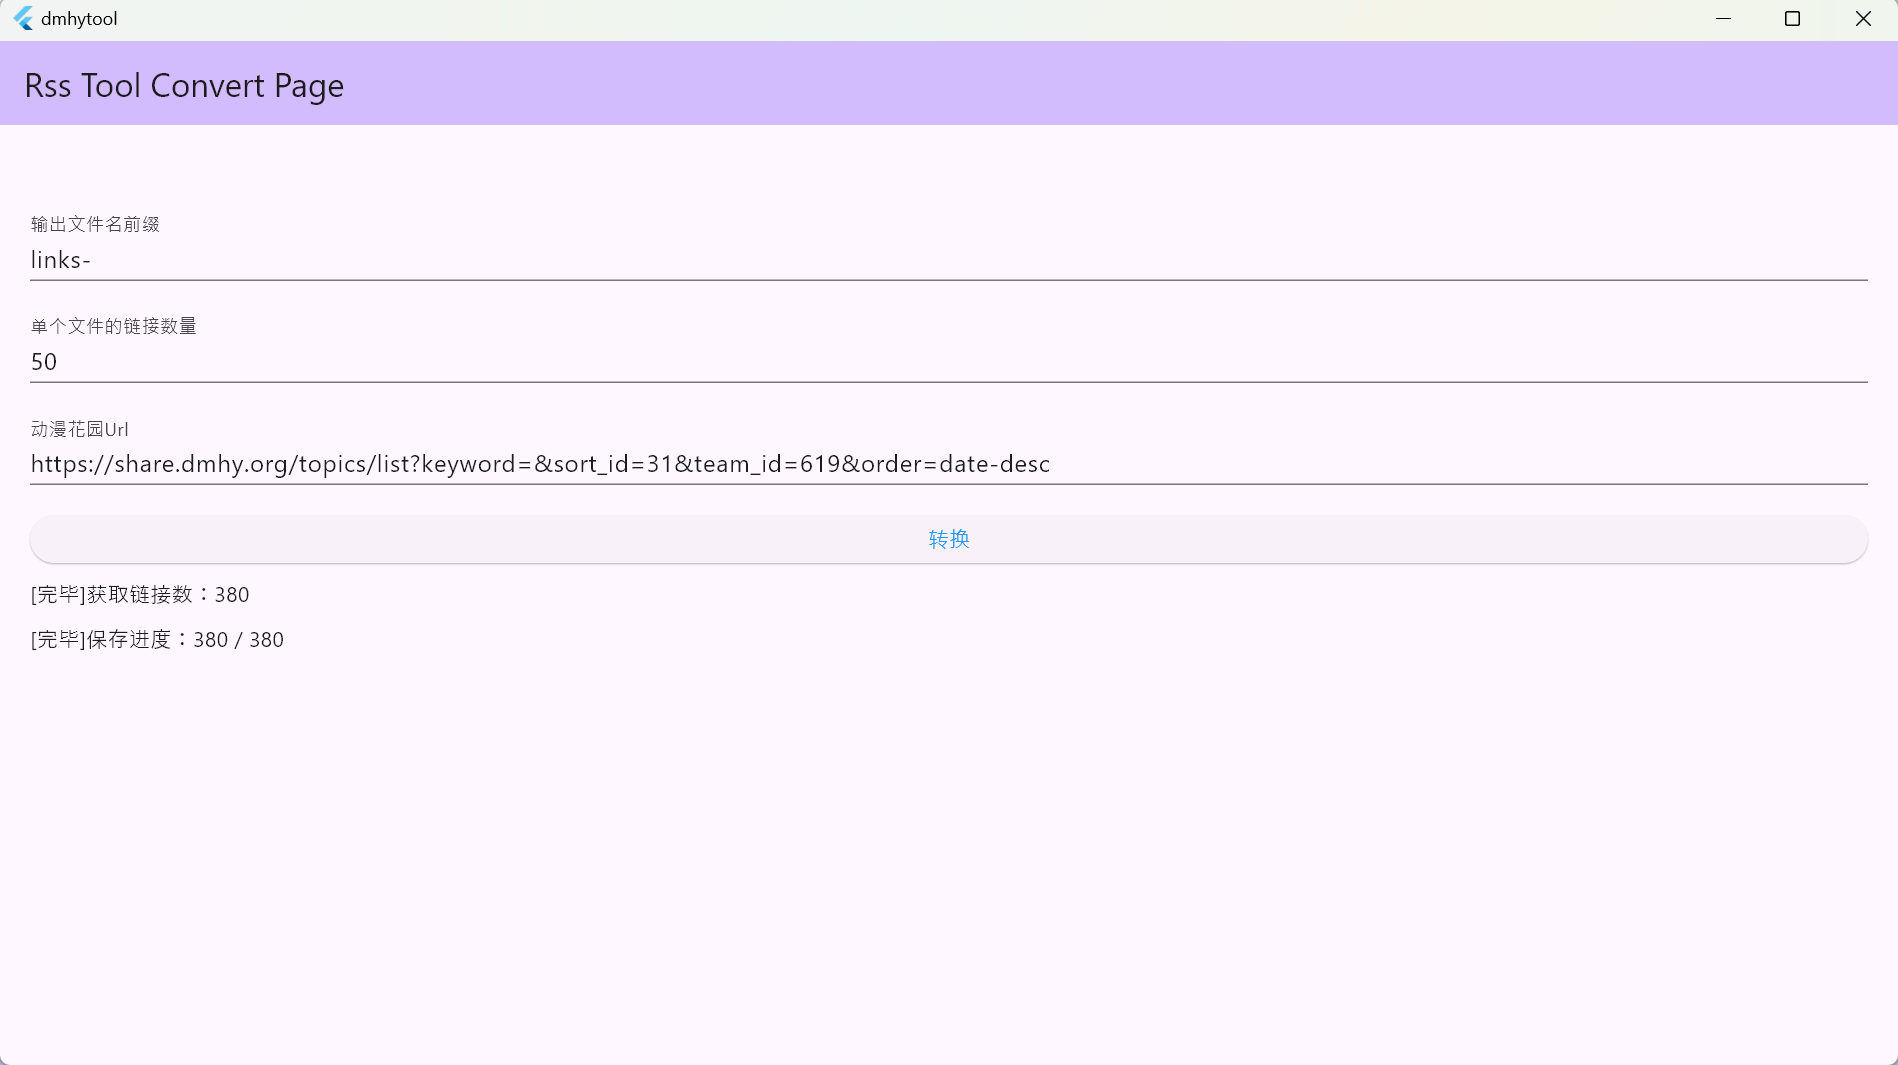 dmhytool
Rss Tool Convert Page
输出文件名前缀
links-
单个文件的链接数量
50
动漫花园Url
https://share.dmhy.org/topics/list?keyword=&sort_id=31&team_id=619&order=date-desc
转换
[完毕]获取链接数：380
[完毕]保存进度：380 / 380